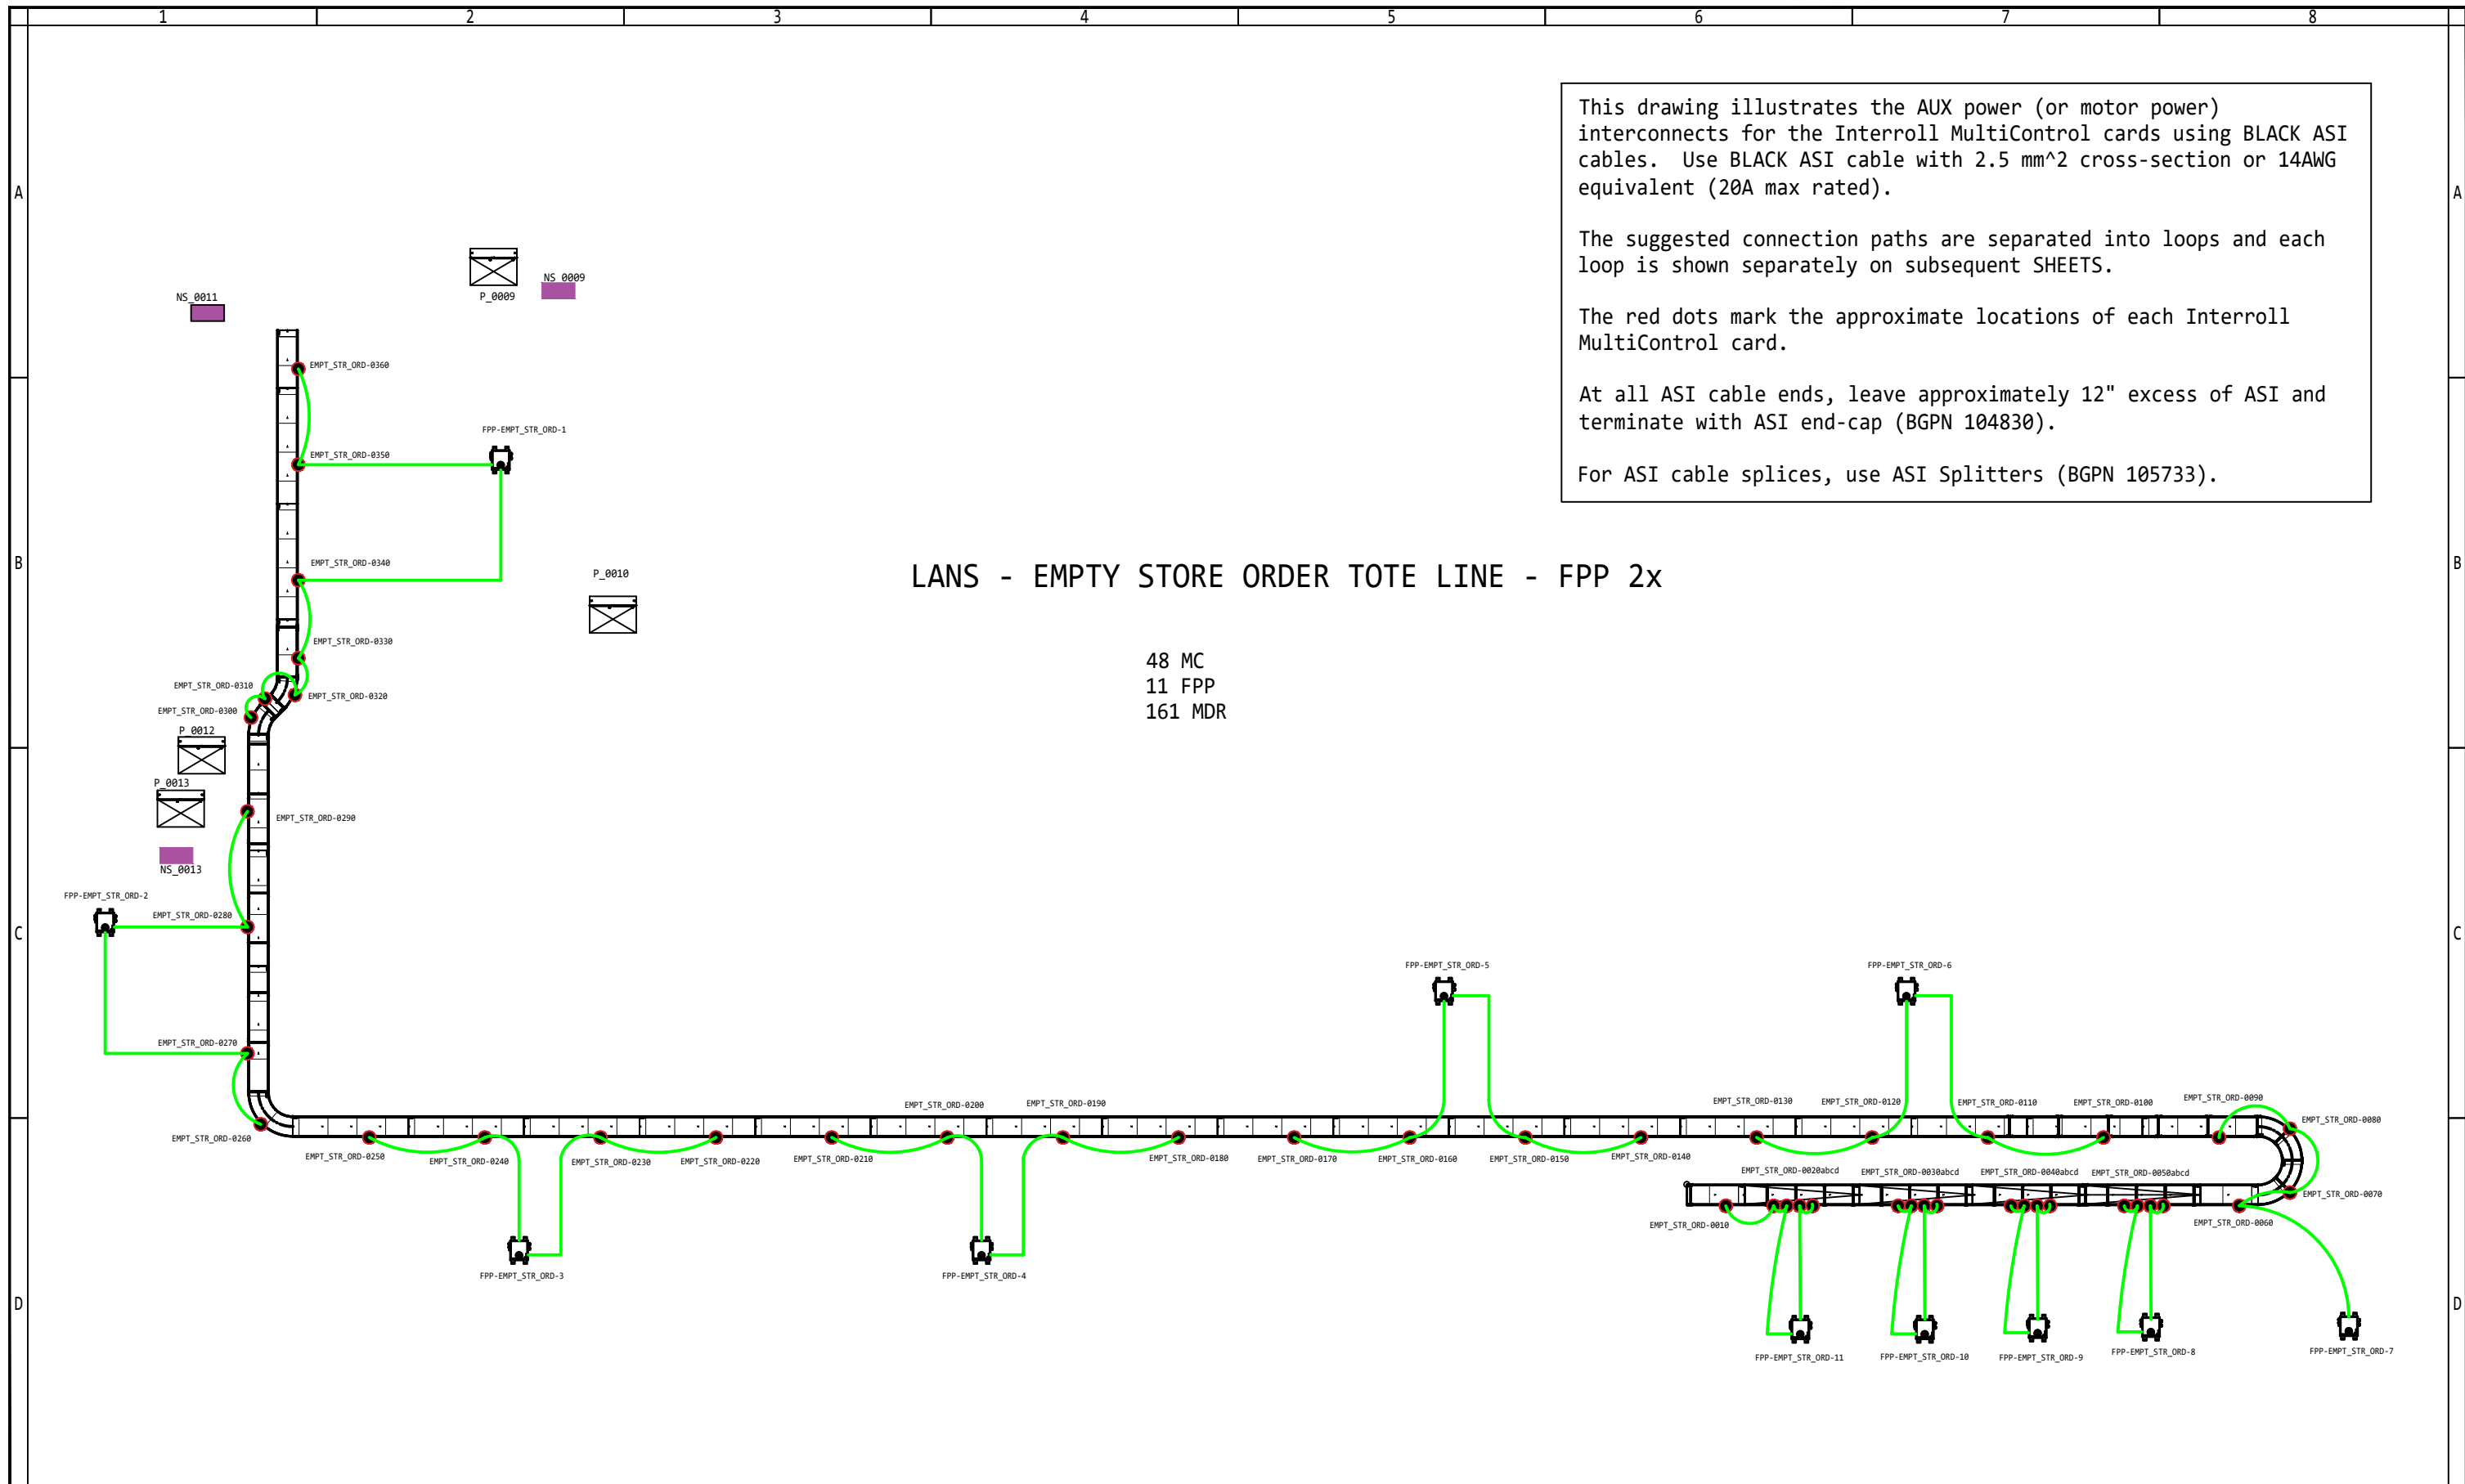 1 2 3 4 5 6 7 8
This drawing illustrates the AUX power (or motor power)
interconnects for the Interroll MultiControl cards using BLACK ASI
cables.  Use BLACK ASI cable with 2.5 mm^2 cross-section or 14AWG
equivalent (20A max rated).
The suggested connection paths are separated into loops and each
loop is shown separately on subsequent SHEETS.
The red dots mark the approximate locations of each Interroll
MultiControl card.
At all ASI cable ends, leave approximately 12" excess of ASI and
terminate with ASI end-cap (BGPN 104830).
For ASI cable splices, use ASI Splitters (BGPN 105733).
A A
NS_0009
P_0009
NS_0011
EMPT_STR_ORD-0360
FPP-EMPT_STR_ORD-1
EMPT_STR_ORD-0350
B B
EMPT_STR_ORD-0340
P_0010
LANS - EMPTY STORE ORDER TOTE LINE - FPP 2x
48 MC
11 FPP
161 MDR
EMPT_STR_ORD-0330
EMPT_STR_ORD-0310
EMPT_STR_ORD-0320
EMPT_STR_ORD-0300
P_0012
P_0013
EMPT_STR_ORD-0290
NS_0013
FPP-EMPT_STR_ORD-2
EMPT_STR_ORD-0280
C C
FPP-EMPT_STR_ORD-5
FPP-EMPT_STR_ORD-6
EMPT_STR_ORD-0270
EMPT_STR_ORD-0200
EMPT_STR_ORD-0190
EMPT_STR_ORD-0130
EMPT_STR_ORD-0120
EMPT_STR_ORD-0110
EMPT_STR_ORD-0100
EMPT_STR_ORD-0090
EMPT_STR_ORD-0080
EMPT_STR_ORD-0260
EMPT_STR_ORD-0250
EMPT_STR_ORD-0240
EMPT_STR_ORD-0230
EMPT_STR_ORD-0220
EMPT_STR_ORD-0210
EMPT_STR_ORD-0180
EMPT_STR_ORD-0170
EMPT_STR_ORD-0160
EMPT_STR_ORD-0150
EMPT_STR_ORD-0140
EMPT_STR_ORD-0020abcd
EMPT_STR_ORD-0030abcd
EMPT_STR_ORD-0040abcd
EMPT_STR_ORD-0050abcd
EMPT_STR_ORD-0070
EMPT_STR_ORD-0010
EMPT_STR_ORD-0060
FPP-EMPT_STR_ORD-3
FPP-EMPT_STR_ORD-4
D D
FPP-EMPT_STR_ORD-11
FPP-EMPT_STR_ORD-10
FPP-EMPT_STR_ORD-9
FPP-EMPT_STR_ORD-8
FPP-EMPT_STR_ORD-7